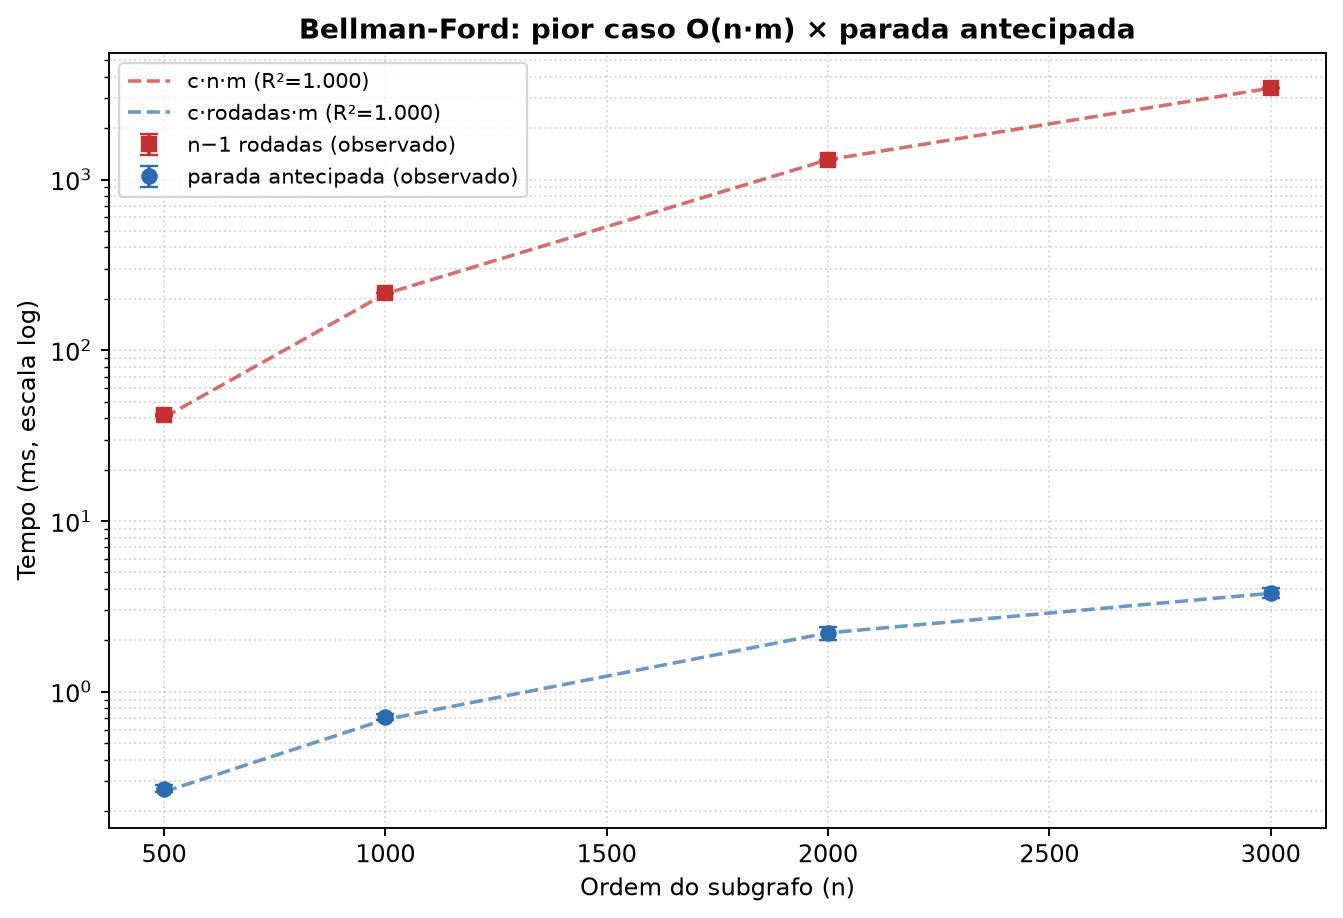 Bellman-Ford: pior caso O(n·m) × parada antecipada
c·n·m (R²=1.000)
c·rodadas·m (R²=1.000)
n−1 rodadas (observado)
parada antecipada (observado)
Tempo (ms, escala log)
10³
10²
10¹
10⁰
500 1000 1500 2000 2500 3000
Ordem do subgrafo (n)